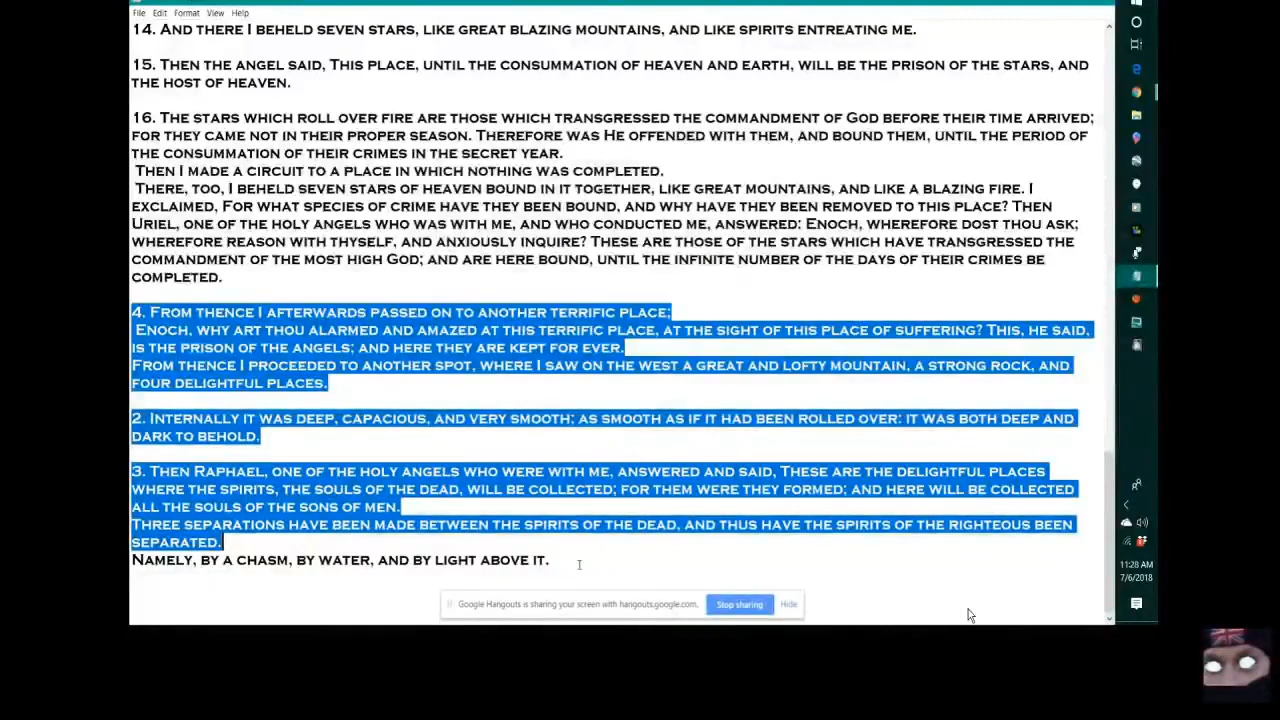 File Edit Format View Help
14. And there I beheld seven stars, like great blazing mountains, and like spirits entreating me.
15. Then the angel said, This place, until the consummation of heaven and earth, will be the prison of the stars, and
the host of heaven.
16. The stars which roll over fire are those which transgressed the commandment of God before their time arrived;
for they came not in their proper season. Therefore was He offended with them, and bound them, until the period of
the consummation of their crimes in the secret year.
Then I made a circuit to a place in which nothing was completed.
There, too, I beheld seven stars of heaven bound in it together, like great mountains, and like a blazing fire. I
exclaimed, For what species of crime have they been bound, and why have they been removed to this place? Then
Uriel, one of the holy angels who was with me, and who conducted me, answered: Enoch, wherefore dost thou ask;
wherefore reason with thyself, and anxiously inquire? These are those of the stars which have transgressed the
commandment of the most high God; and are here bound, until the infinite number of the days of their crimes be
completed.
4. From thence I afterwards passed on to another terrific place;
Enoch, why art thou alarmed and amazed at this terrific place, at the sight of this place of suffering? This, he said,
is the prison of the angels; and here they are kept for ever.
From thence I proceeded to another spot, where I saw on the west a great and lofty mountain, a strong rock, and
four delightful places.
2. Internally it was deep, capacious, and very smooth; as smooth as if it had been rolled over: it was both deep and
dark to behold.
3. Then Raphael, one of the holy angels who were with me, answered and said, These are the delightful places
where the spirits, the souls of the dead, will be collected; for them were they formed; and here will be collected
all the souls of the sons of men.
Three separations have been made between the spirits of the dead, and thus have the spirits of the righteous been
separated.
Namely, by a chasm, by water, and by light above it.
Google Hangouts is sharing your screen with hangouts.google.com.
Stop sharing
Hide
11:28 AM
7/6/2018